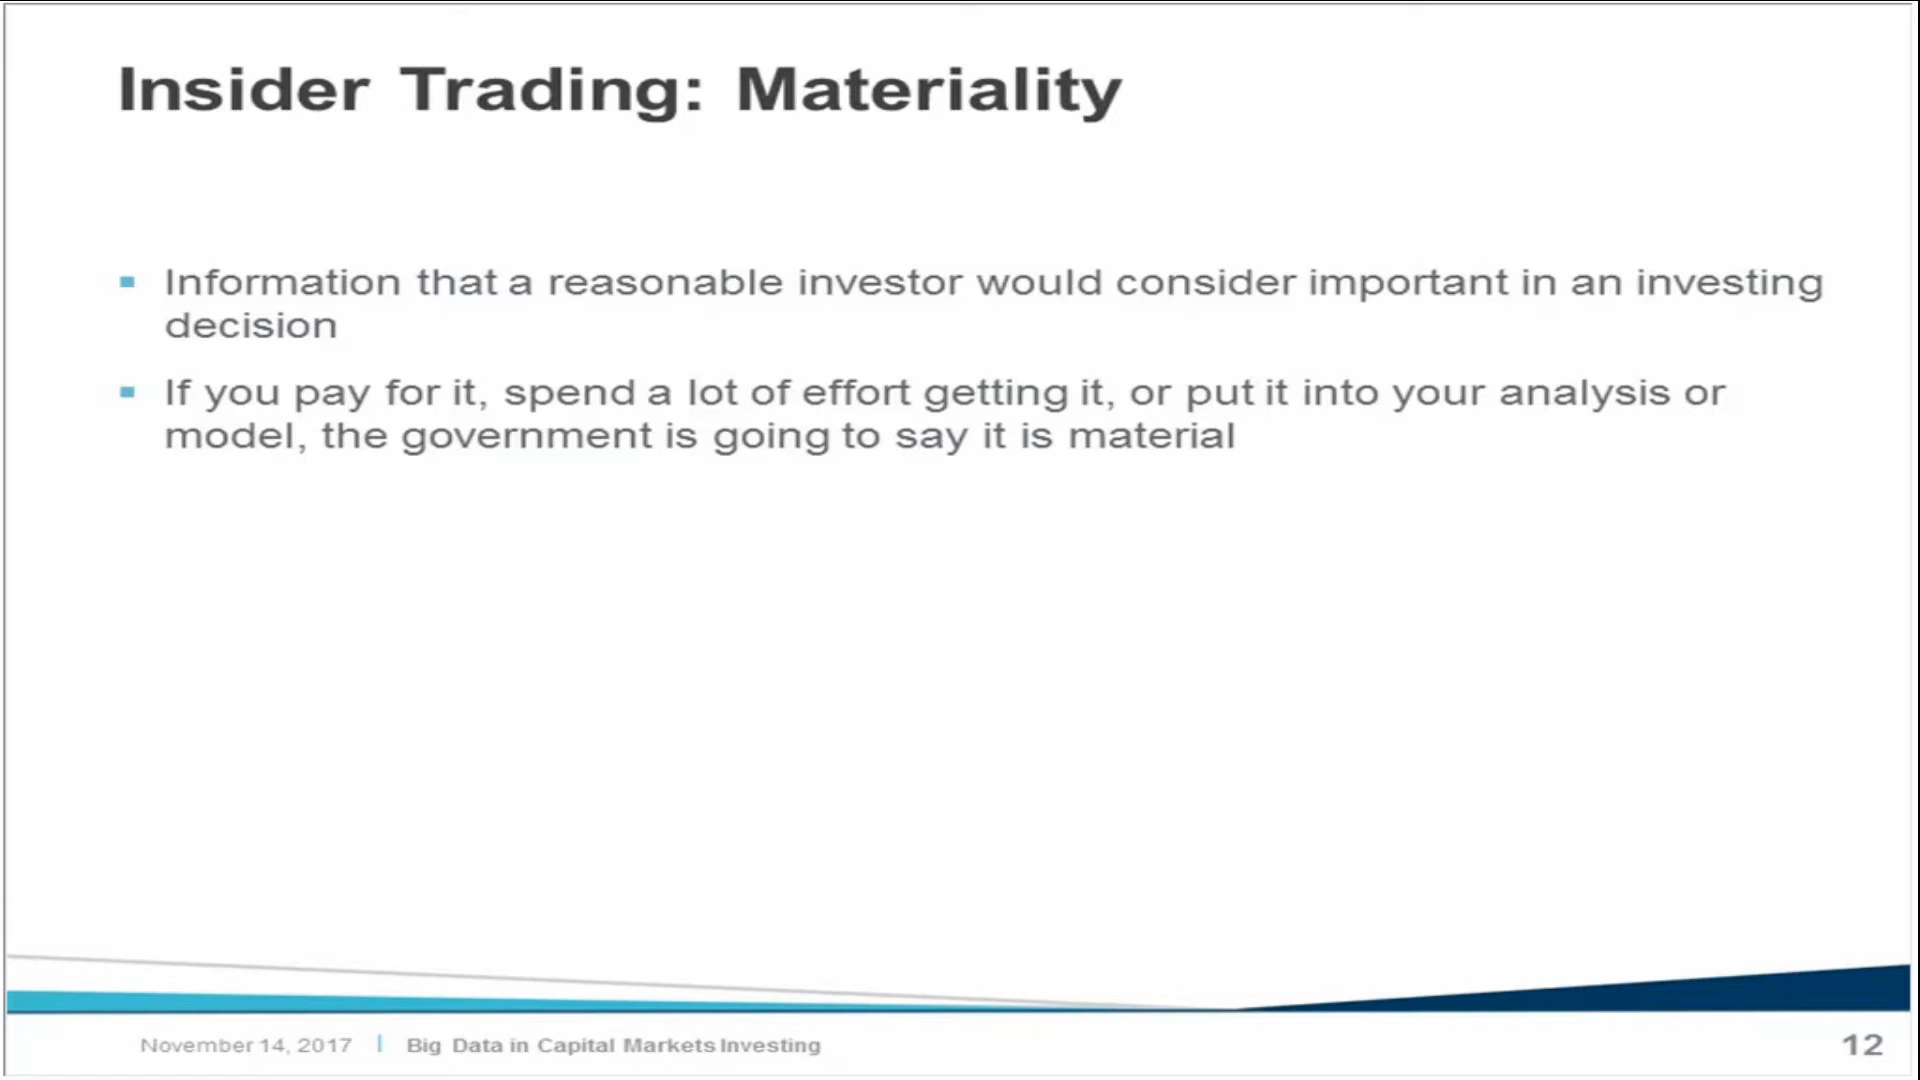 Insider Trading: Materiality
Information that a reasonable investor would consider important in an investing
decision
If you pay for it, spend a lot of effort getting it, or put it into your analysis or
model, the government is going to say it is material
November 14, 2017 | Big Data in Capital Markets Investing
12